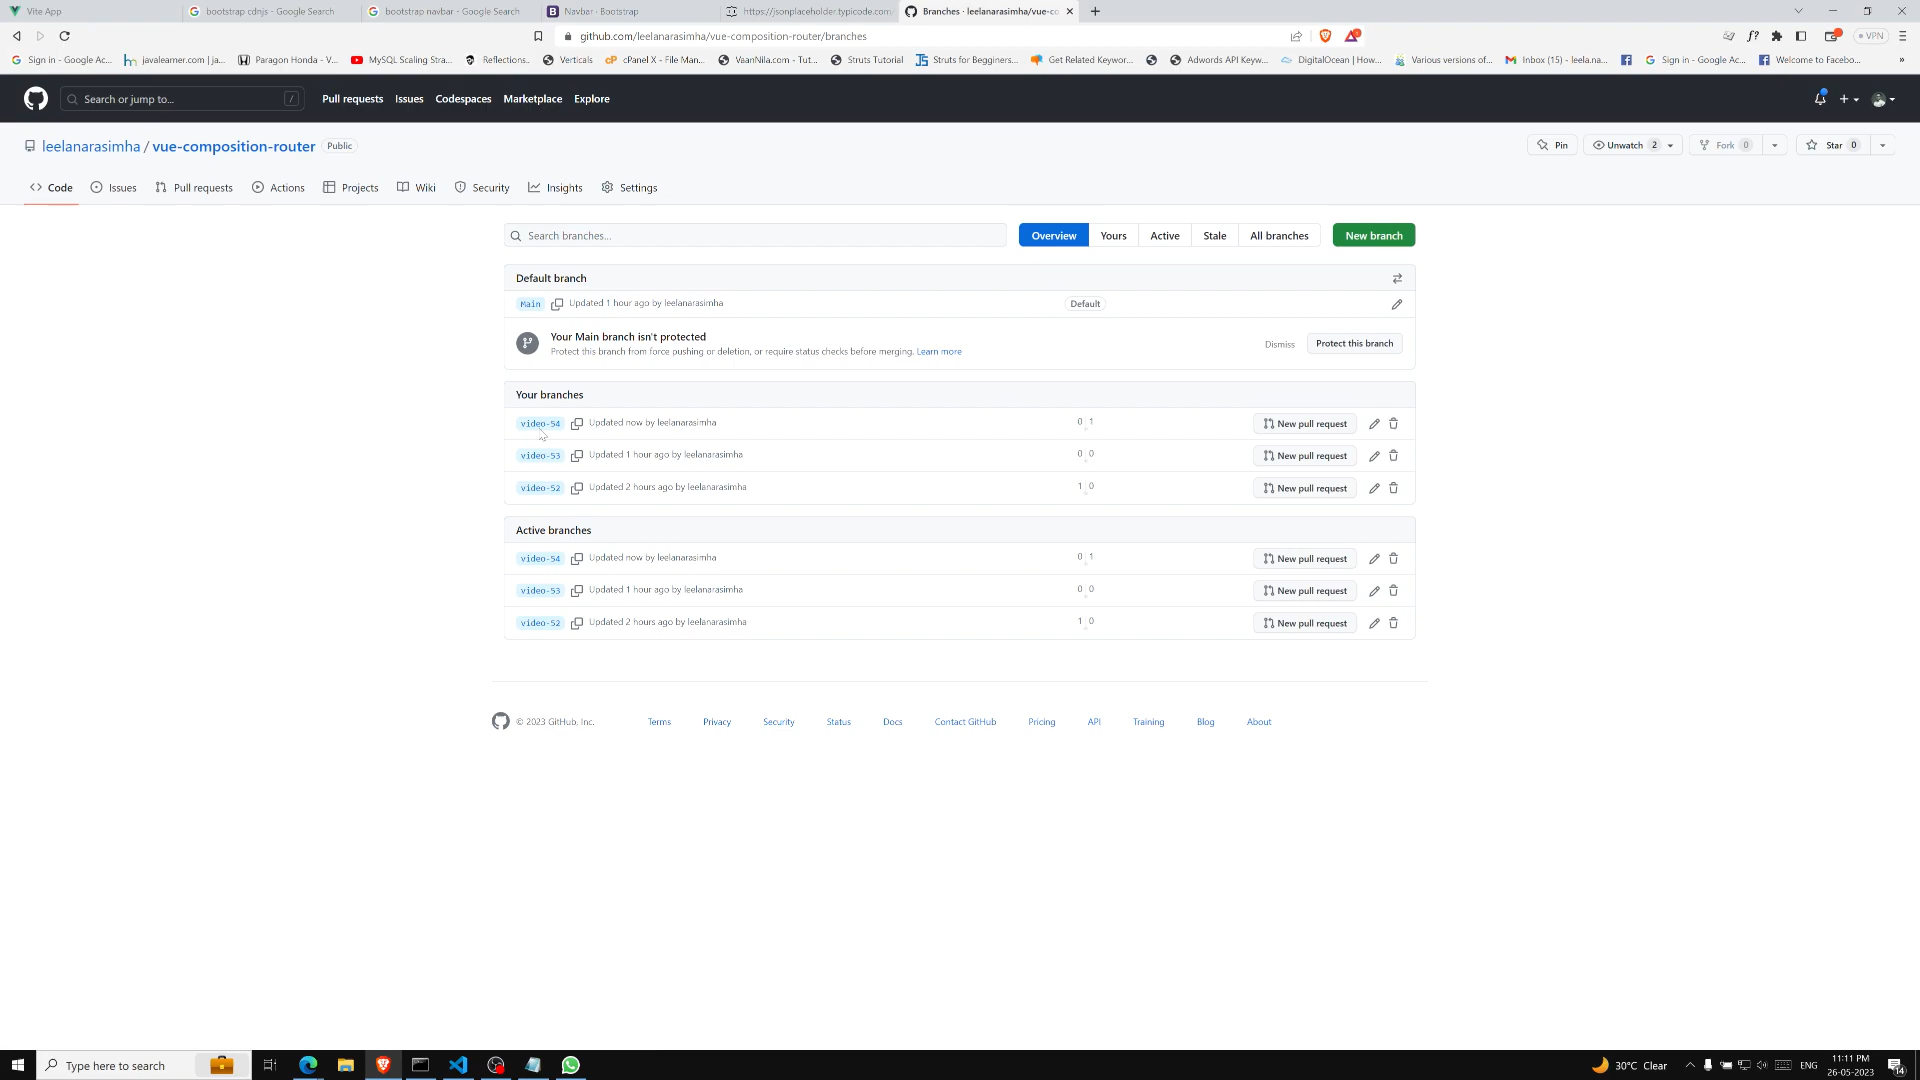 Vite App
bootstrap cdnjs - Google Search
bootstrap navbar - Google Search
Navbar · Bootstrap
https://jsonplaceholder.typicode.com
Branches · leelanarasimha/vue-co
github.com/leelanarasimha/vue-composition-router/branches
VPN
Sign in - Google Ac...
javalearner.com | ja...
Paragon Honda - V...
MySQL Scaling Stra...
Reflections..
Verticals
cPanel X - File Man...
VaanNila.com - Tut...
Struts Tutorial
Struts for Begginers...
Get Related Keywor...
Adwords API Keyw...
DigitalOcean | How...
Various versions of...
Inbox (15) - leela.na...
Sign in - Google Ac...
Welcome to Facebo...
»
Search or jump to...
/
Pull requests
Issues
Codespaces
Marketplace
Explore
leelanarasimha / vue-composition-router
Public
Pin
Unwatch 2
Fork 0
Star 0
Code
Issues
Pull requests
Actions
Projects
Wiki
Security
Insights
Settings
Search branches...
Overview
Yours
Active
Stale
All branches
New branch
Default branch
Main Updated 1 hour ago by leelanarasimha Default
Your Main branch isn't protected
Protect this branch from force pushing or deletion, or require status checks before merging. Learn more
Dismiss
Protect this branch
Your branches
video-54 Updated now by leelanarasimha 0 1 New pull request
video-53 Updated 1 hour ago by leelanarasimha 0 0 New pull request
video-52 Updated 2 hours ago by leelanarasimha 1 0 New pull request
Active branches
video-54 Updated now by leelanarasimha 0 1 New pull request
video-53 Updated 1 hour ago by leelanarasimha 0 0 New pull request
video-52 Updated 2 hours ago by leelanarasimha 1 0 New pull request
© 2023 GitHub, Inc.
Terms
Privacy
Security
Status
Docs
Contact GitHub
Pricing
API
Training
Blog
About
Type here to search
30°C Clear
ENG
11:11 PM
26-05-2023
14